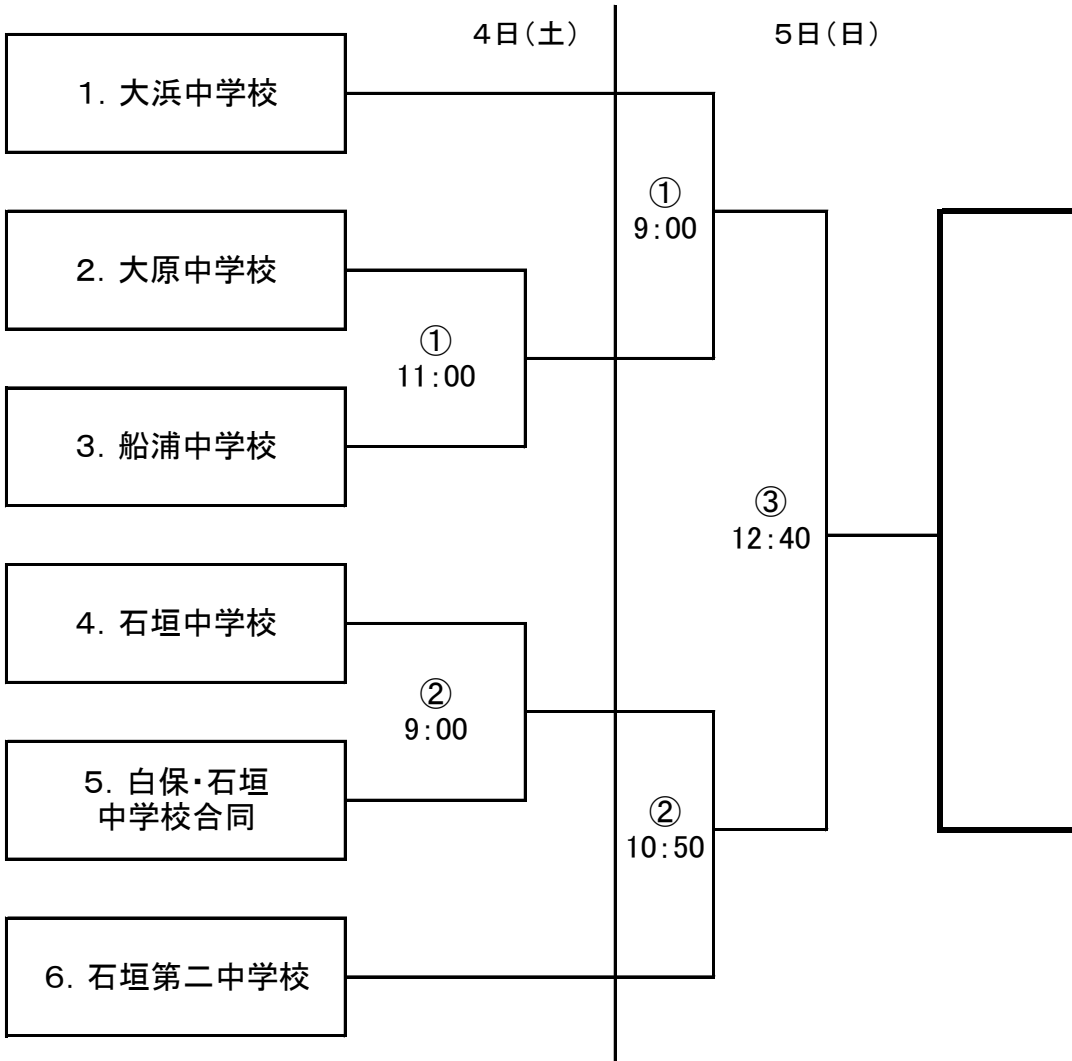 4日(土)
5日(日)
1. 大浜中学校
①
9:00
2. 大原中学校
①
11:00
3. 船浦中学校
③
12:40
4. 石垣中学校
②
9:00
5. 白保・石垣
中学校合同
②
10:50
6. 石垣第二中学校